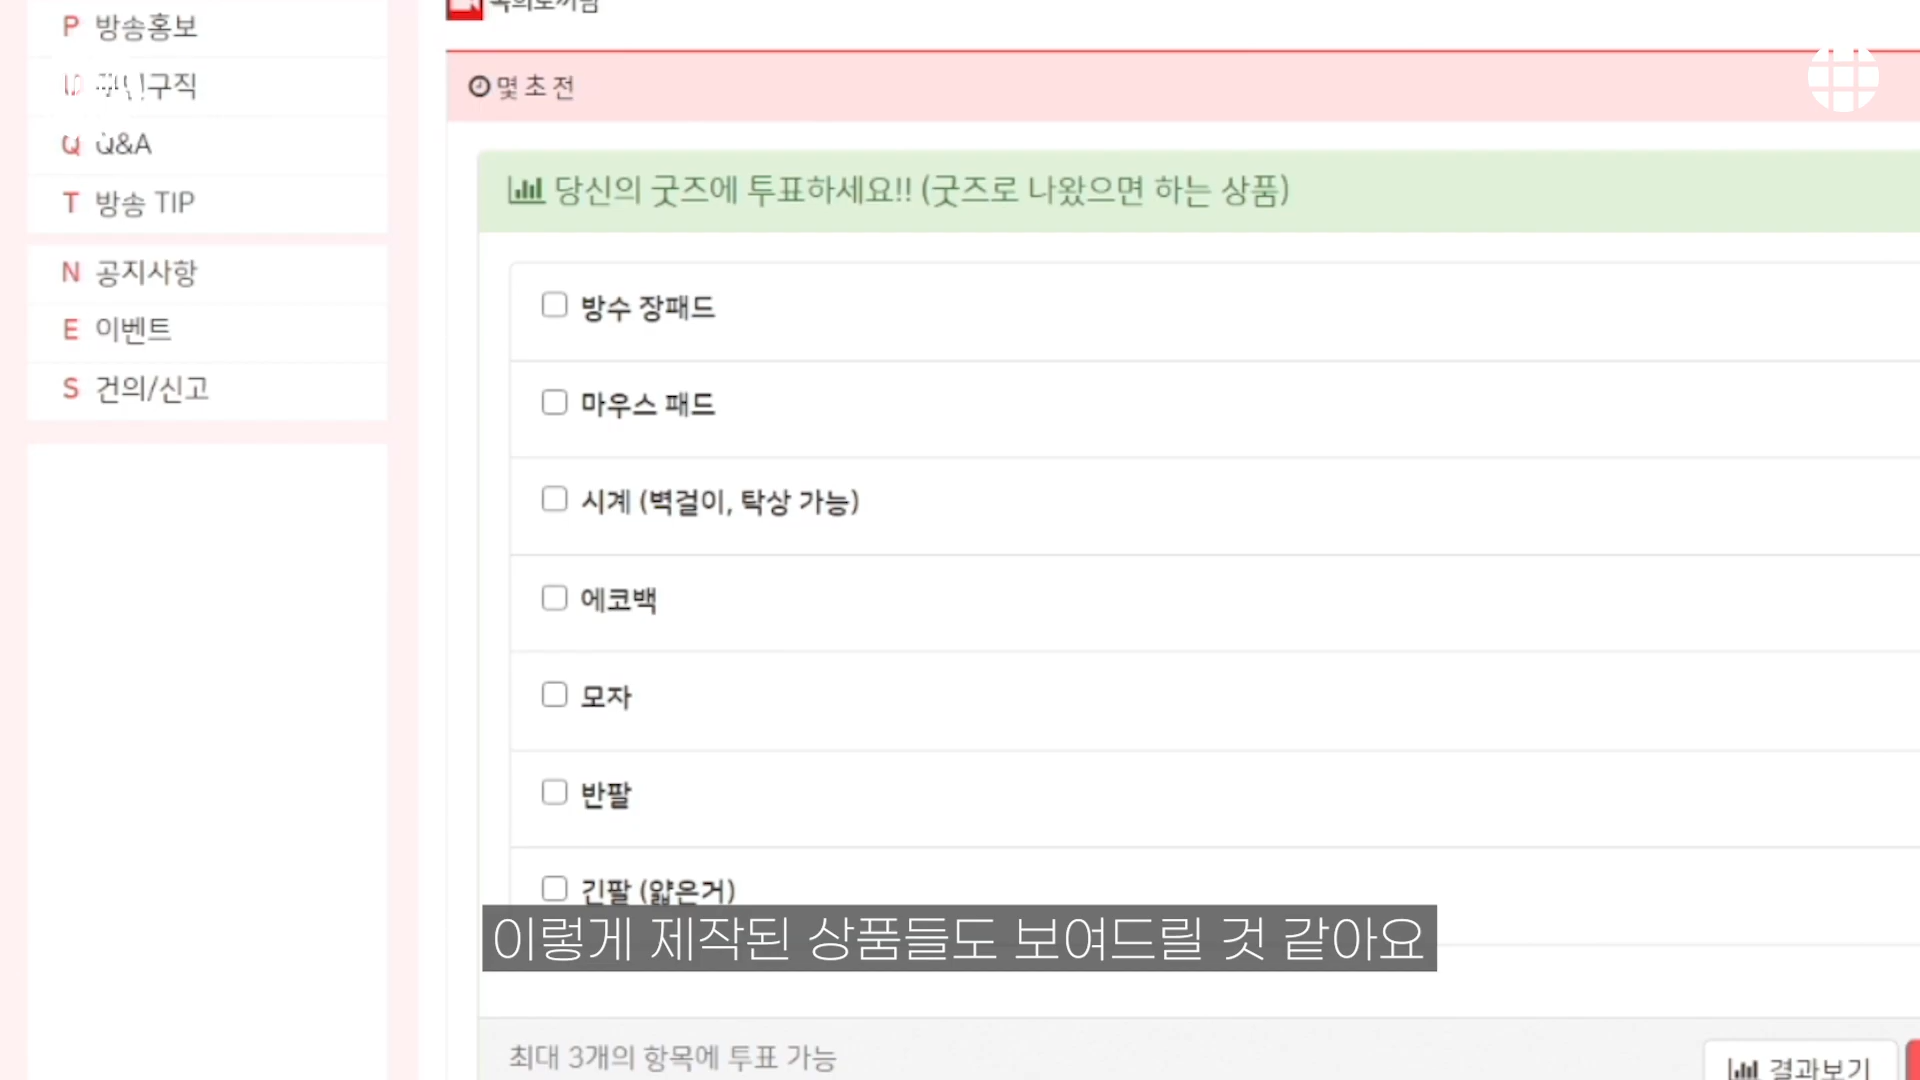 P 방송홍보
구직
Q Q&A
T 방송 TIP
N 공지사항
E 이벤트
S 건의/신고
몇 초 전
당신의 굿즈에 투표하세요!! (굿즈로 나왔으면 하는 상품)
방수 장패드
마우스 패드
시계 (벽걸이, 탁상 가능)
에코백
모자
반팔
긴팔 (얇은거)
이렇게 제작된 상품들도 보여드릴 것 같아요
최대 3개의 항목에 투표 가능
결과보기